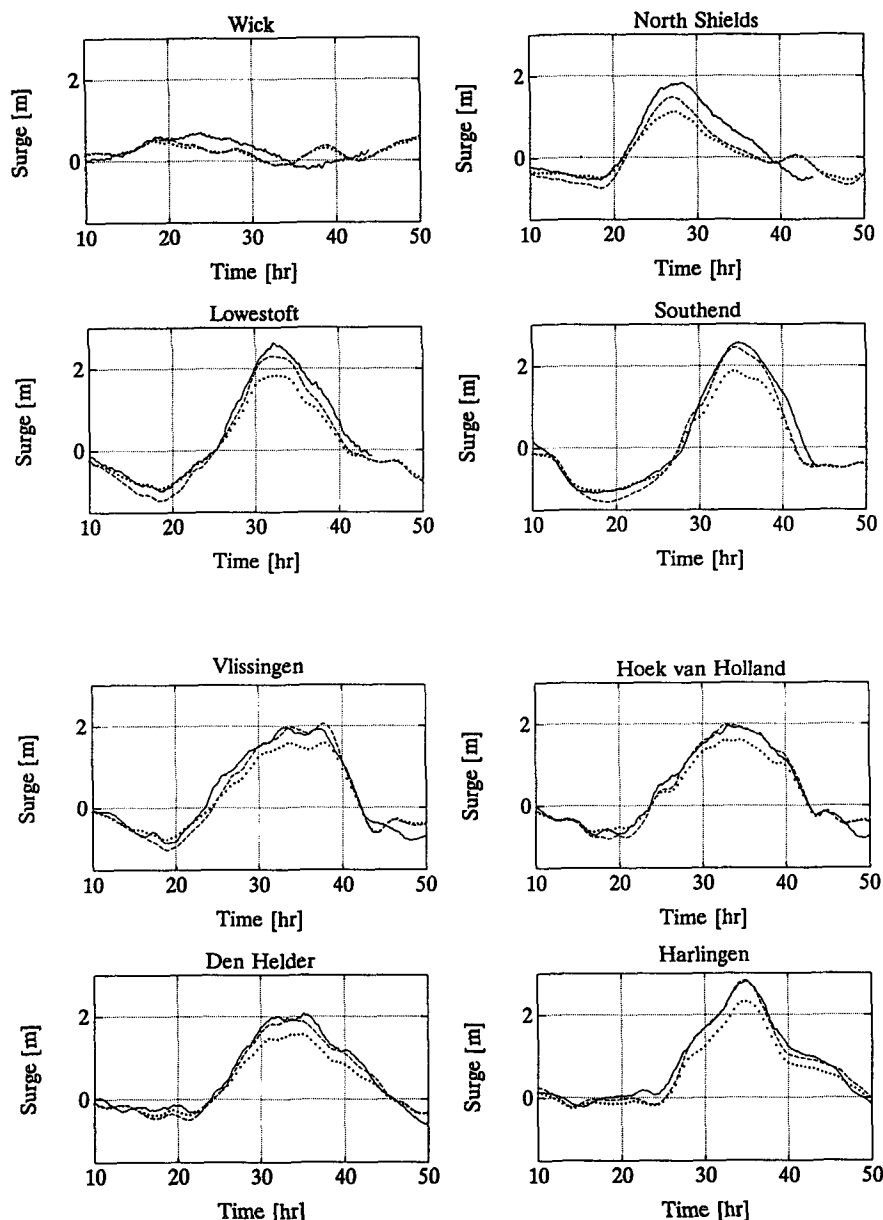 Wick
Surge [m]
2
0
10 20 30 40 50
Time [hr]
North Shields
Surge [m]
2
0
10 20 30 40 50
Time [hr]
Lowestoft
Surge [m]
2
0
10 20 30 40 50
Time [hr]
Southend
Surge [m]
2
0
10 20 30 40 50
Time [hr]
Vlissingen
Surge [m]
2
0
10 20 30 40 50
Time [hr]
Hoek van Holland
Surge [m]
2
0
10 20 30 40 50
Time [hr]
Den Helder
Surge [m]
2
0
10 20 30 40 50
Time [hr]
Harlingen
Surge [m]
2
0
10 20 30 40 50
Time [hr]